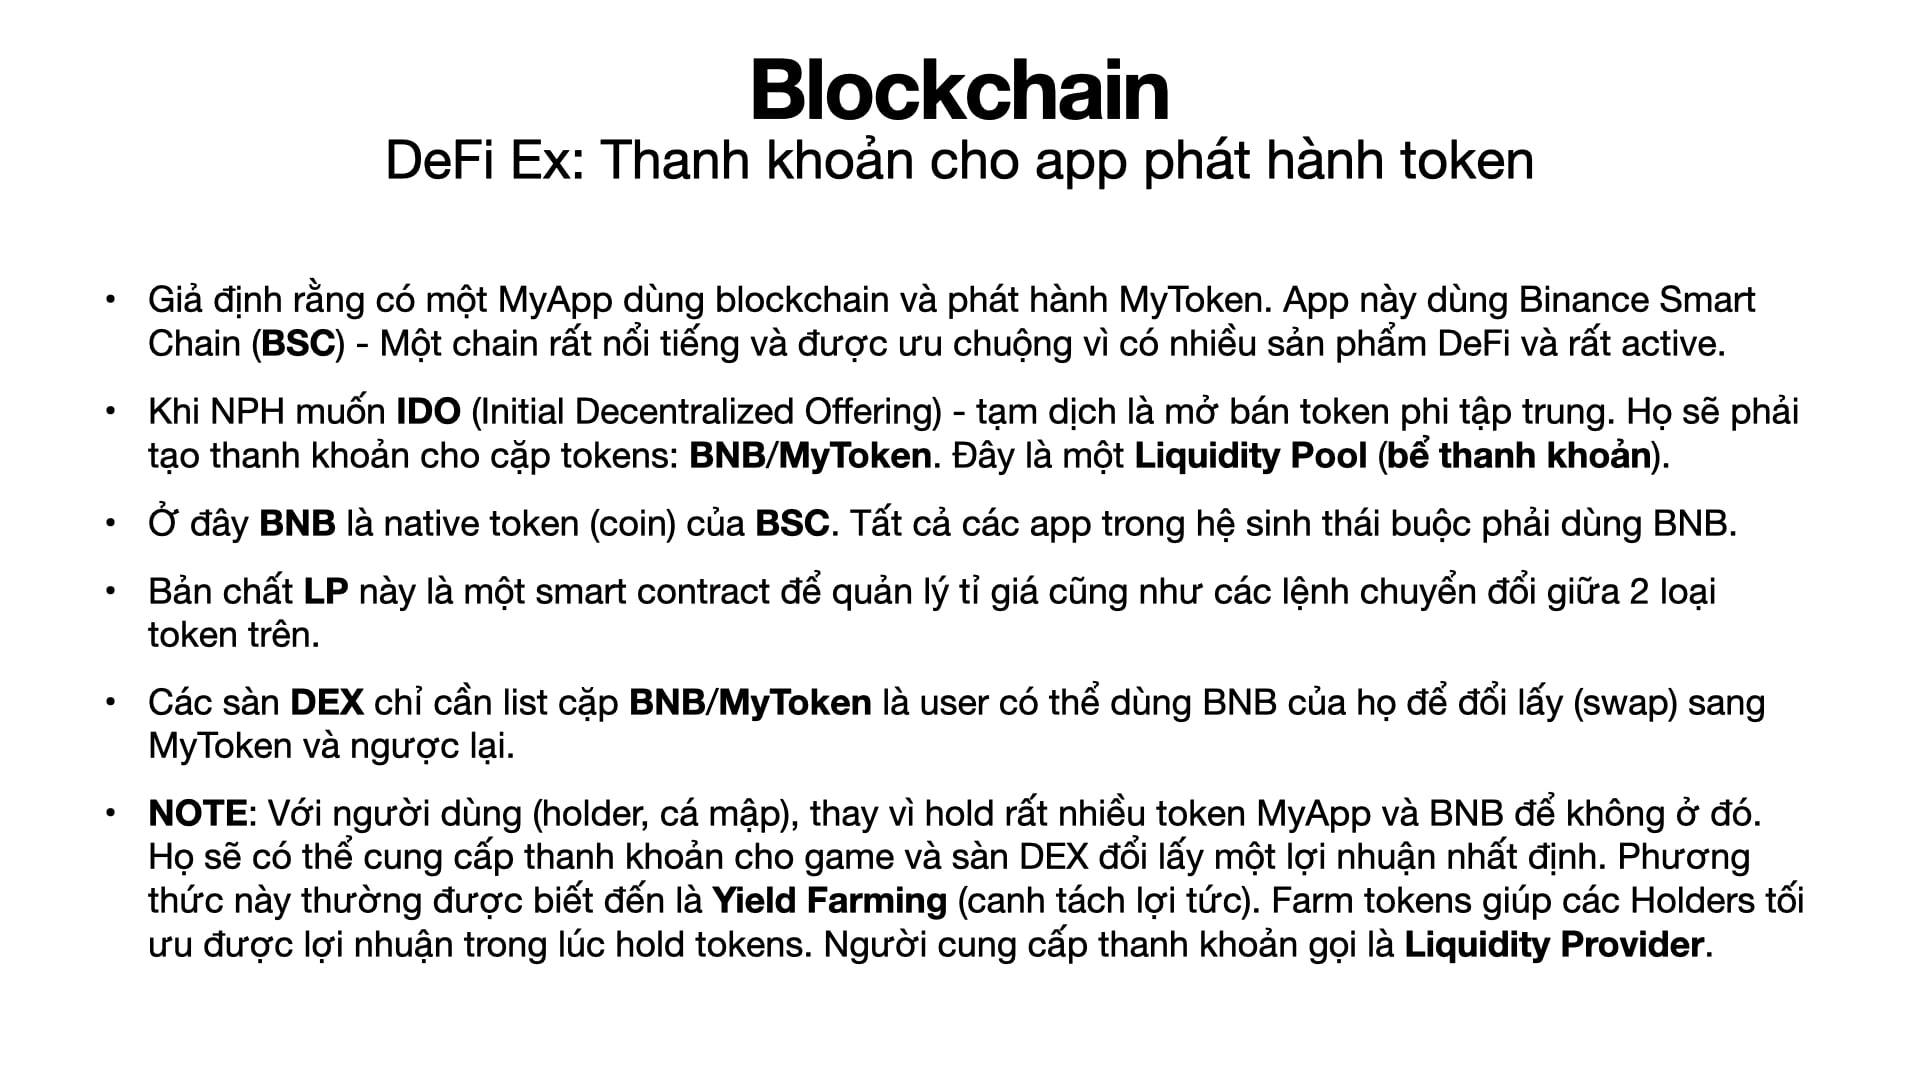 Blockchain
DeFi Ex: Thanh khoản cho app phát hành token
• Giả định rằng có một MyApp dùng blockchain và phát hành MyToken. App này dùng Binance Smart
Chain (BSC) - Một chain rất nổi tiếng và được ưu chuộng vì có nhiều sản phẩm DeFi và rất active.
• Khi NPH muốn IDO (Initial Decentralized Offering) - tạm dịch là mở bán token phi tập trung. Họ sẽ phải
tạo thanh khoản cho cặp tokens: BNB/MyToken. Đây là một Liquidity Pool (bể thanh khoản).
• Ở đây BNB là native token (coin) của BSC. Tất cả các app trong hệ sinh thái buộc phải dùng BNB.
• Bản chất LP này là một smart contract để quản lý tỉ giá cũng như các lệnh chuyển đổi giữa 2 loại
token trên.
• Các sàn DEX chỉ cần list cặp BNB/MyToken là user có thể dùng BNB của họ để đổi lấy (swap) sang
MyToken và ngược lại.
• NOTE: Với người dùng (holder, cá mập), thay vì hold rất nhiều token MyApp và BNB để không ở đó.
Họ sẽ có thể cung cấp thanh khoản cho game và sàn DEX đổi lấy một lợi nhuận nhất định. Phương
thức này thường được biết đến là Yield Farming (canh tách lợi tức). Farm tokens giúp các Holders tối
ưu được lợi nhuận trong lúc hold tokens. Người cung cấp thanh khoản gọi là Liquidity Provider.